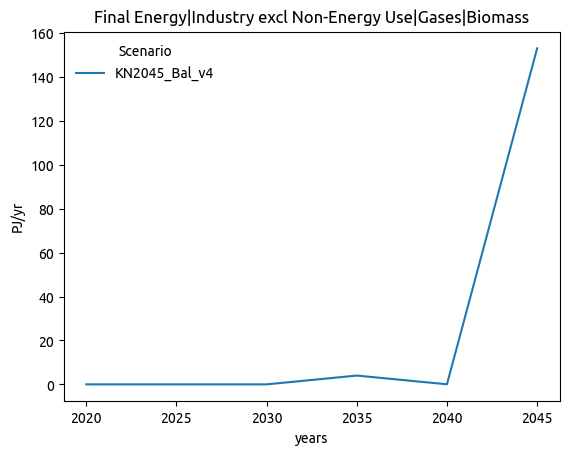 Final Energy|Industry excl Non-Energy Use|Gases|Biomass
Scenario
KN2045_Bal_v4
160
140
120
100
80
60
40
20
0
PJ/yr
2020 2025 2030 2035 2040 2045
years